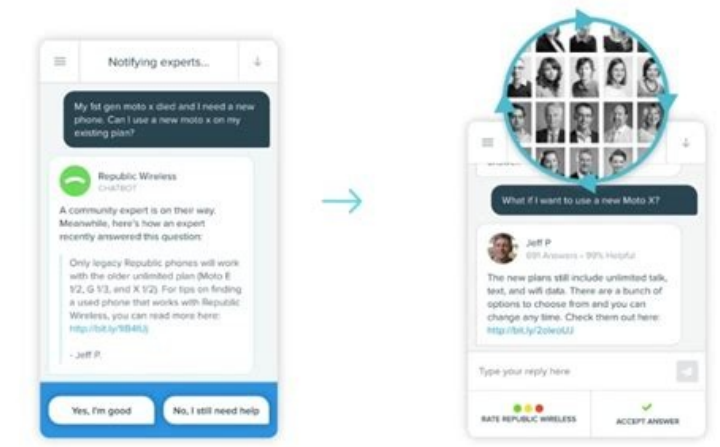 Notifying experts...
My 1st gen moto x died and I need a new
phone. Can I use a new moto x on my
existing plan?
Republic Wireless
CHATBOT
A community expert is on their way.
Meanwhile, here's how an expert
recently answered this question:
Only legacy Republic phones will work
with the older unlimited plan (Moto E
1/2, G 1/3, and X 1/2). For tips on finding
a used phone that works with Republic
Wireless, you can read more here:
- Jeff P.
Yes, I'm good
No, I still need help
What if I want to use a new Moto X?
Jeff P
691 Answers • 99% Helpful
The new plans still include unlimited talk,
text, and wifi data. There are a bunch of
options to choose from and you can
change any time. Check them out here:
Type your reply here
RATE REPUBLIC WIRELESS
ACCEPT ANSWER